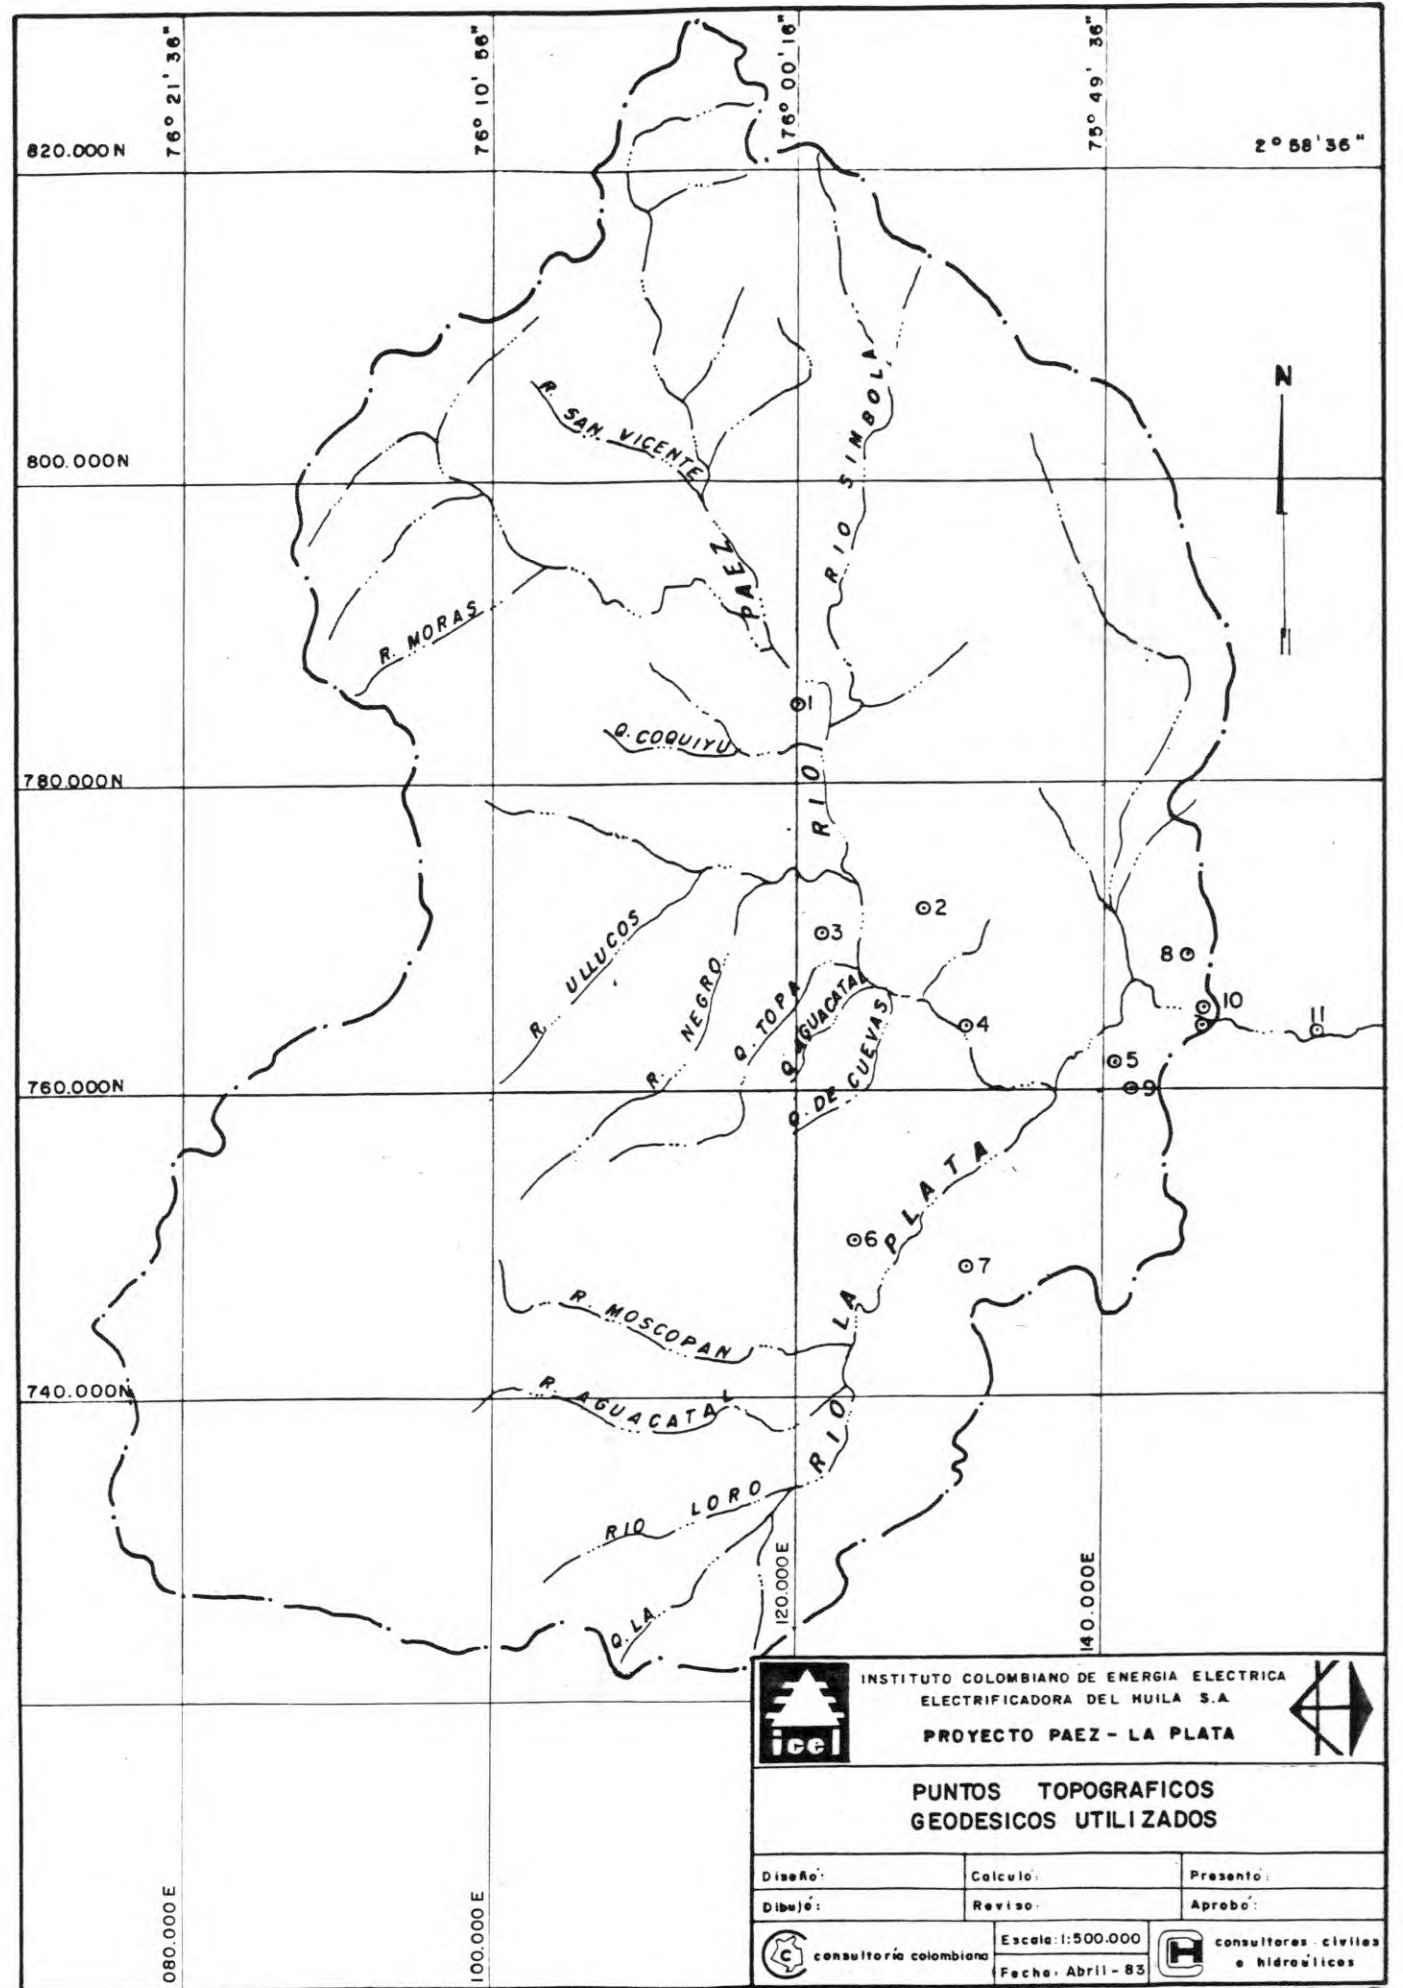 76° 21' 36"
76° 10' 56"
76° 00' 16"
75° 49' 36"
2° 58' 36"
820.000 N
N
R. SAN VICENTE
RIO SIMBOLA
800.000 N
PAEZ
R. MORAS
1
Q. COQUIYU
780.000 N
RIO
2
3
R. ULLUCOS
R. NEGRO
Q. TOPA
Q. AGUACATAL
Q. DE CUEVAS
8
10
11
4
5
9
760.000 N
LA PLATA
6
7
R. MOSCOPAN
740.000 N
R. AGUACATAL
RIO
RIO LORO
Q. LA
120.000 E
140.000 E
080.000 E
100.000 E
icel
INSTITUTO COLOMBIANO DE ENERGIA ELECTRICA
ELECTRIFICADORA DEL HUILA S.A.
PROYECTO PAEZ - LA PLATA
PUNTOS TOPOGRAFICOS
GEODESICOS UTILIZADOS
Diseño: Calculo: Presentó:
Dibujó: Reviso: Aprobó:
C consultoría colombiana
Escala: 1:500.000
Fecha: Abril - 83
H consultores civiles
e hidraúlicos